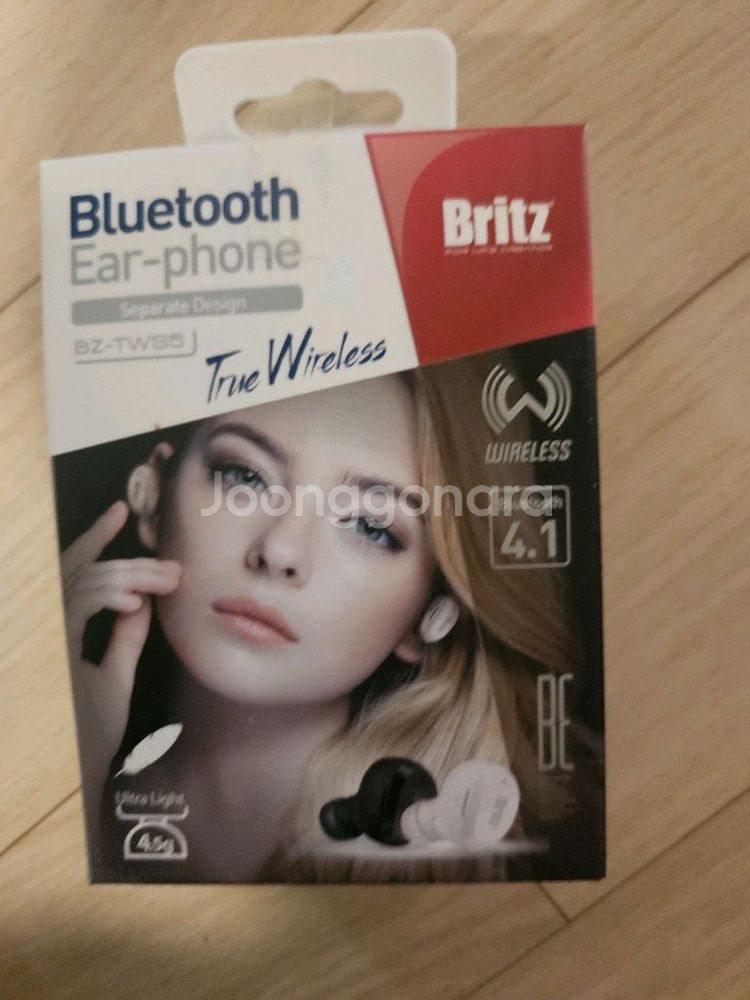 Bluetooth
Ear-phone
Separate Design
BZ-TWS5
True Wireless
Britz
WIRELESS
Bluetooth
4.1
Joonggonara
BE
Ultra Light
4.5g